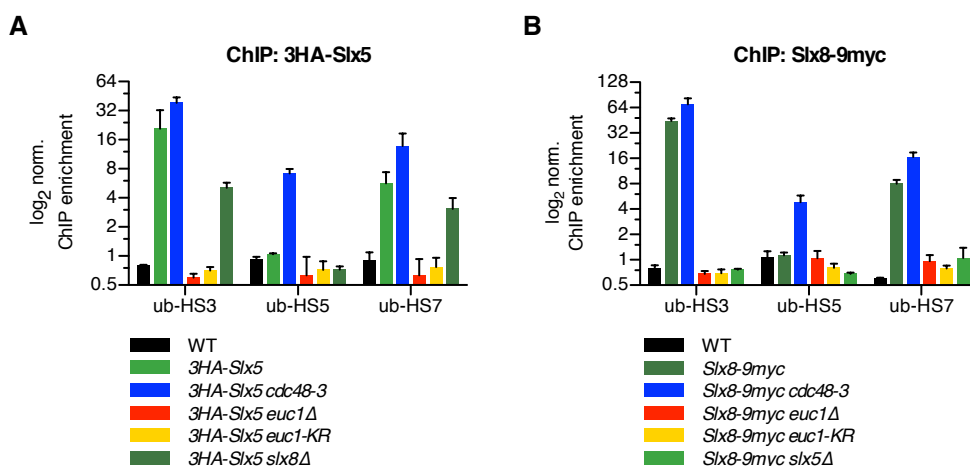 A
ChIP: 3HA-Slx5
log2 norm.
ChIP enrichment
64
32
16
8
4
2
1
0.5
ub-HS3 ub-HS5 ub-HS7
WT
3HA-Slx5
3HA-Slx5 cdc48-3
3HA-Slx5 euc1Δ
3HA-Slx5 euc1-KR
3HA-Slx5 slx8Δ
B
ChIP: Slx8-9myc
log2 norm.
ChIP enrichment
128
64
32
16
8
4
2
1
0.5
ub-HS3 ub-HS5 ub-HS7
WT
Slx8-9myc
Slx8-9myc cdc48-3
Slx8-9myc euc1Δ
Slx8-9myc euc1-KR
Slx8-9myc slx5Δ